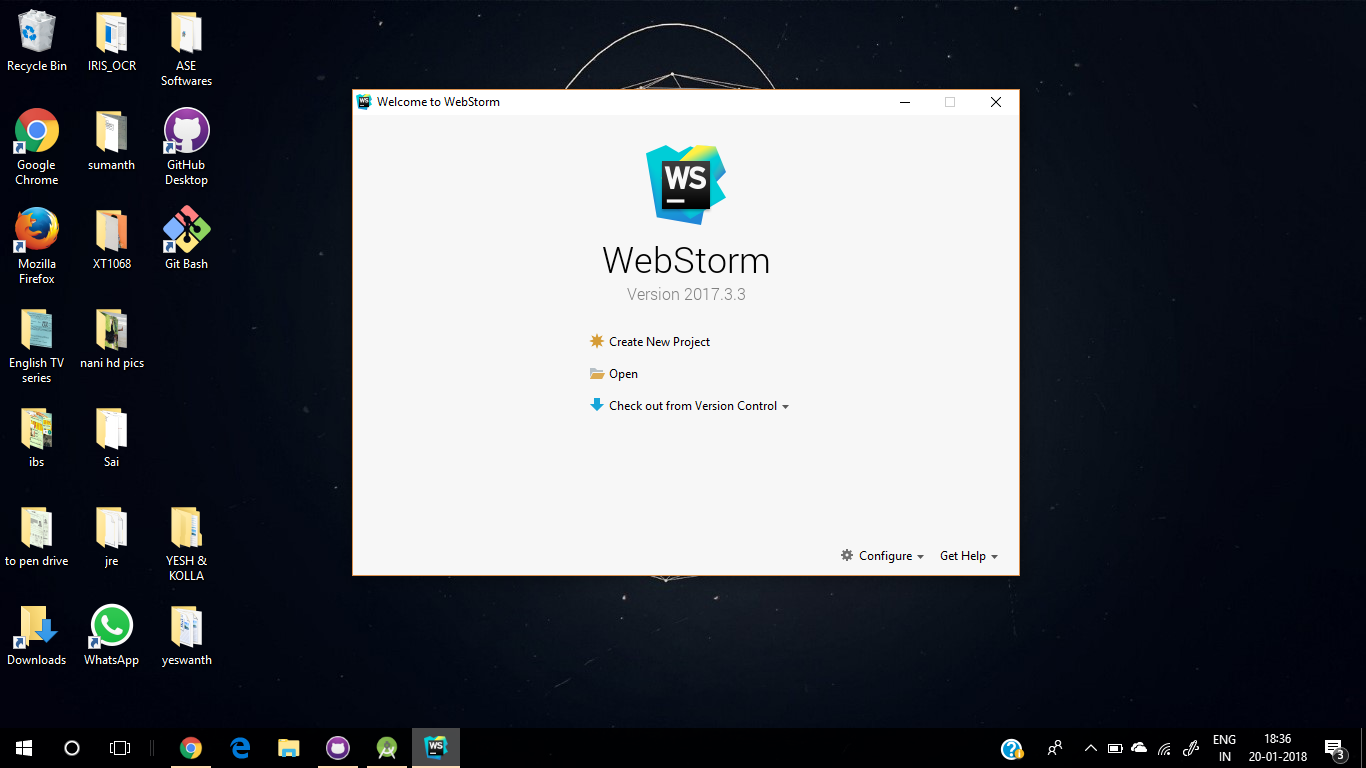 Recycle Bin
IRIS_OCR
ASE
Softwares
Google
Chrome
sumanth
GitHub
Desktop
Mozilla
Firefox
XT1068
Git Bash
English TV
series
nani hd pics
ibs
Sai
to pen drive
jre
YESH &
KOLLA
Downloads
WhatsApp
yeswanth
WS Welcome to WebStorm
WS
WebStorm
Version 2017.3.3
Create New Project
Open
Check out from Version Control
Configure
Get Help
WS
ENG
IN
18:36
20-01-2018
3